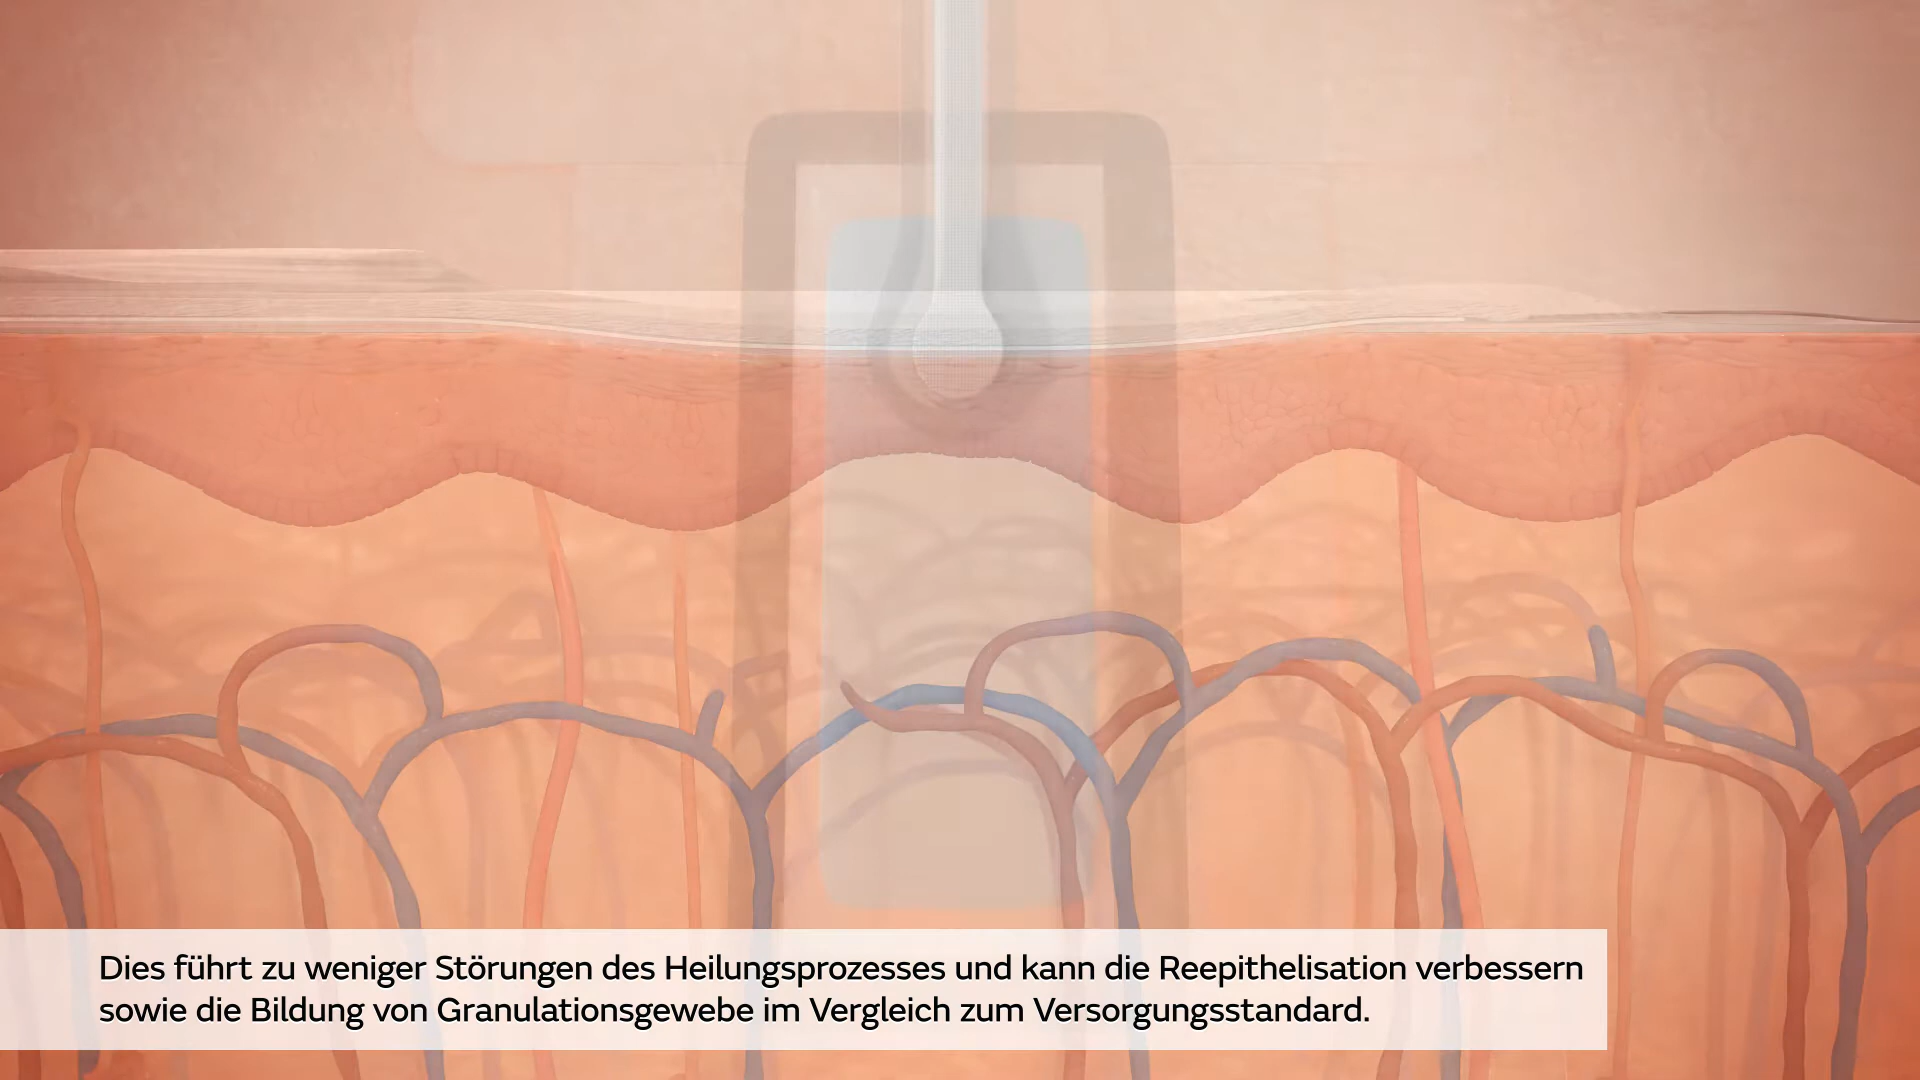 Dies führt zu weniger Störungen des Heilungsprozesses und kann die Reepithelisation verbessern
sowie die Bildung von Granulationsgewebe im Vergleich zum Versorgungsstandard.